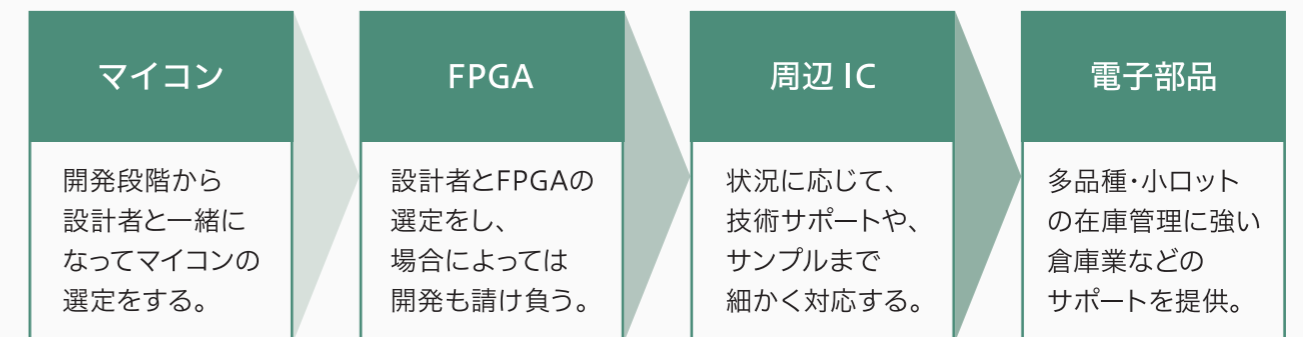 マイコン
開発段階から
設計者と一緒に
なってマイコンの
選定をする。
FPGA
設計者とFPGAの
選定をし、
場合によっては
開発も請け負う。
周辺 IC
状況に応じて、
技術サポートや、
サンプルまで
細かく対応する。
電子部品
多品種・小ロット
の在庫管理に強い
倉庫業などの
サポートを提供。